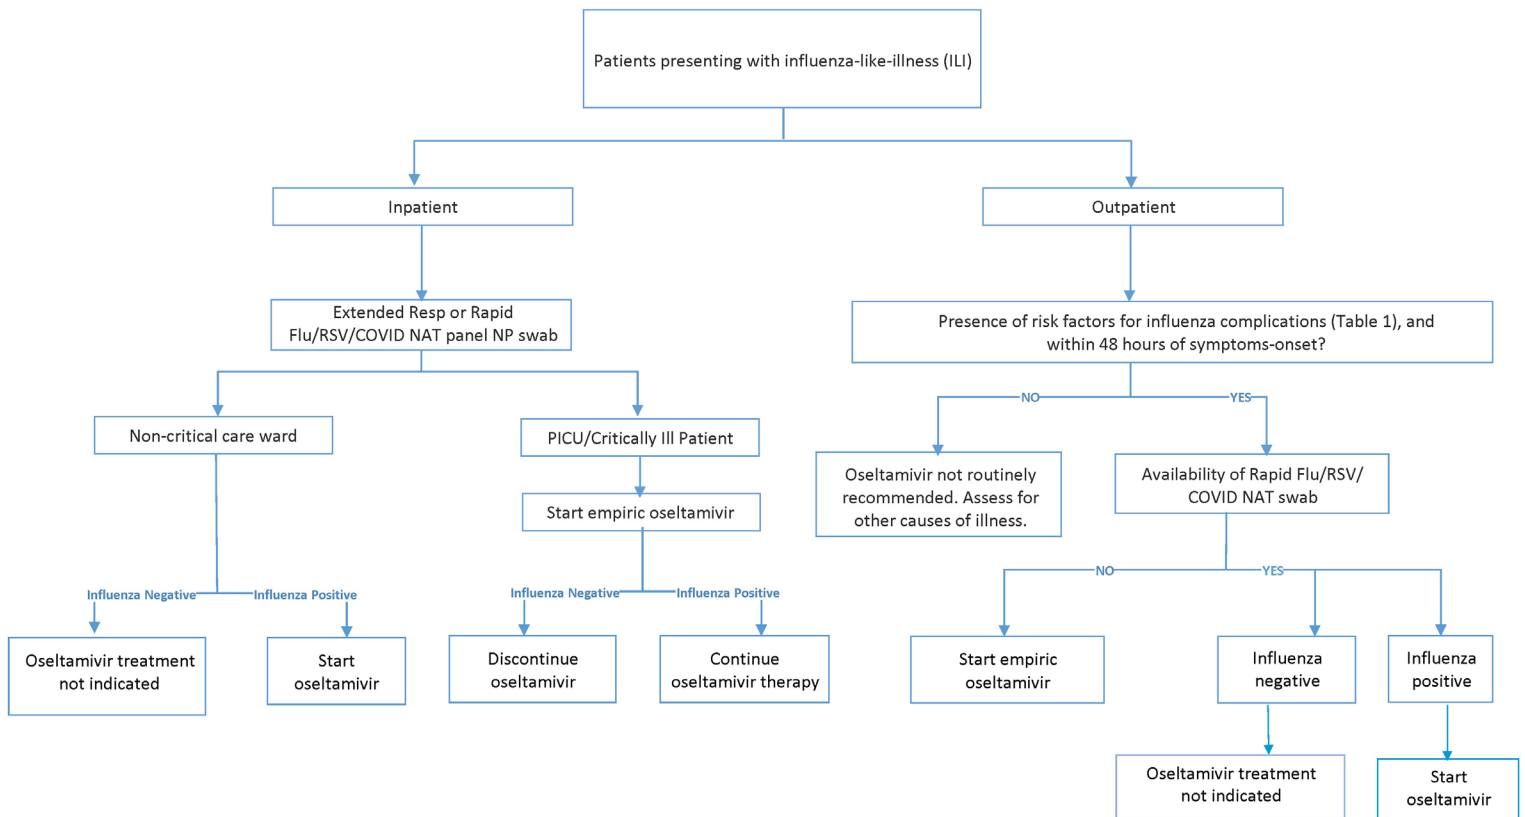 Patients presenting with influenza-like-illness (ILI)
Inpatient
Outpatient
Extended Resp or Rapid
Flu/RSV/COVID NAT panel NP swab
Presence of risk factors for influenza complications (Table 1), and
within 48 hours of symptoms-onset?
NO
YES
Non-critical care ward
PICU/Critically Ill Patient
Oseltamivir not routinely
recommended. Assess for
other causes of illness.
Availability of Rapid Flu/RSV/
COVID NAT swab
Start empiric oseltamivir
NO
YES
Influenza Negative
Influenza Positive
Influenza Negative
Influenza Positive
Oseltamivir treatment
not indicated
Start
oseltamivir
Discontinue
oseltamivir
Continue
oseltamivir therapy
Start empiric
oseltamivir
Influenza
negative
Influenza
positive
Oseltamivir treatment
not indicated
Start
oseltamivir